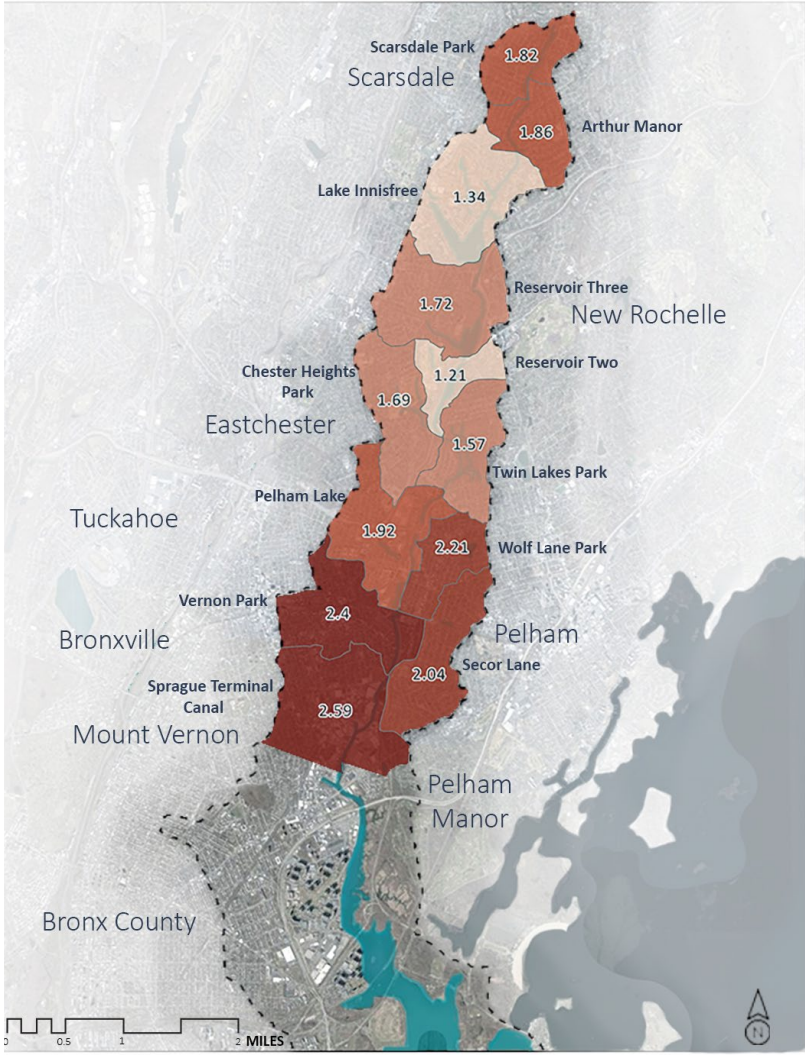 Scarsdale Park
1.82
Scarsdale
1.86
Arthur Manor
Lake Innisfree
1.34
Reservoir Three
1.72
New Rochelle
Reservoir Two
Chester Heights
Park
1.21
1.69
Eastchester
1.57
Twin Lakes Park
Pelham Lake
Tuckahoe
1.92
2.21
Wolf Lane Park
Vernon Park
2.4
Bronxville
Pelham
Secor Lane
2.04
Sprague Terminal
Canal
2.59
Mount Vernon
Pelham
Manor
Bronx County
N
0 0.5 1 2 MILES